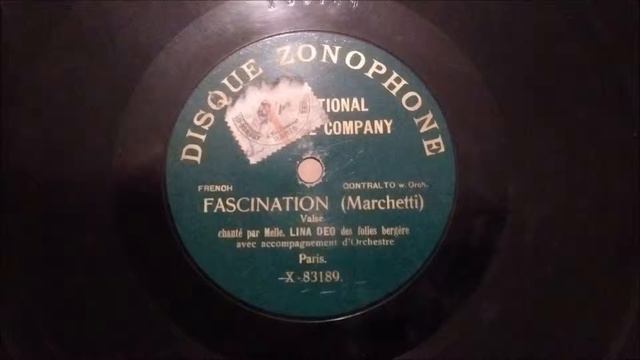 DISQUE ZONOPHONE
TIONAL
COMPANY
FRENCH CONTRALTO w. Orch.
FASCINATION (Marchetti)
Valse
chanté par Melle. LINA DEO des folies bergère
avec accompagnement d'Orchestre
Paris.
X-83189.